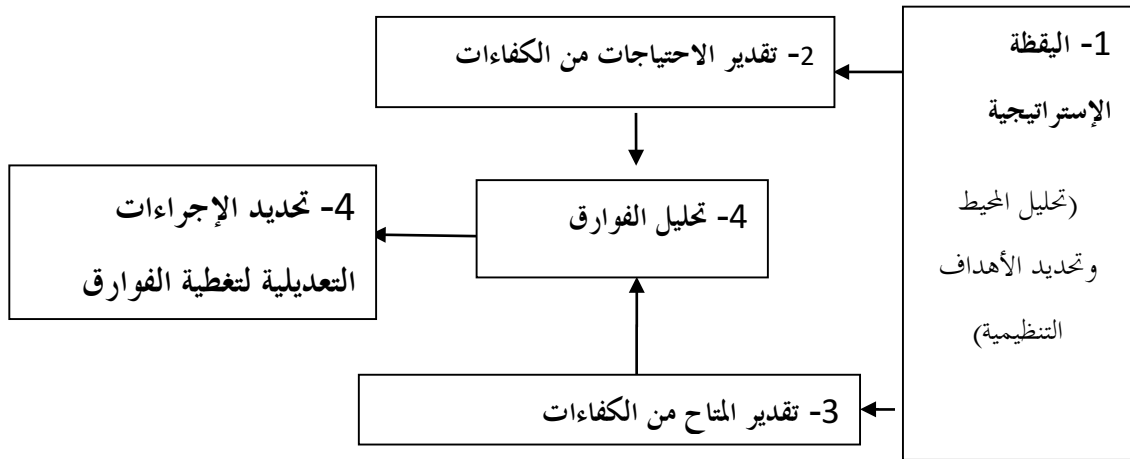 1- اليقظة
الإستراتيجية
(تحليل المحيط
وتحديد الأهداف
التنظيمية)
2- تقدير الاحتياجات من الكفاءات
3- تقدير المتاح من الكفاءات
4- تحليل الفوارق
4- تحديد الإجراءات
التعديلية لتغطية الفوارق